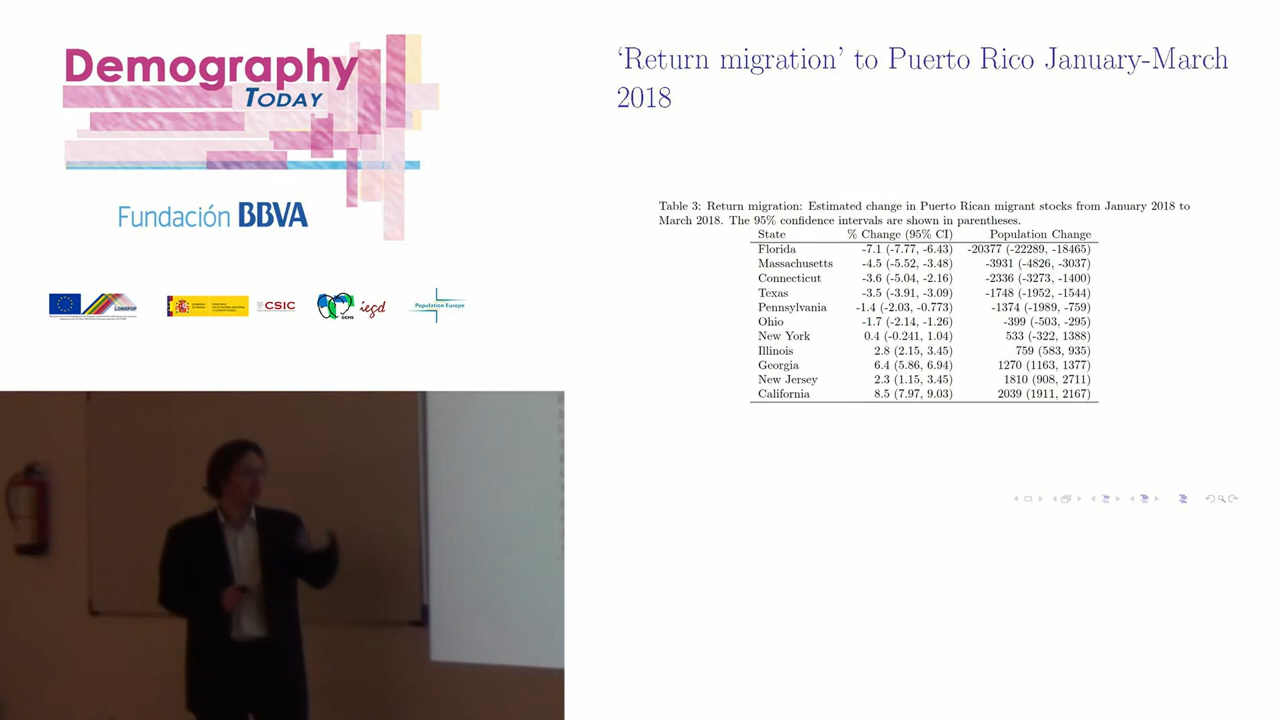 Demography
TODAY
Fundación BBVA
CSIC
iegd
Population Europe
‘Return migration’ to Puerto Rico January-March
2018
Table 3: Return migration: Estimated change in Puerto Rican migrant stocks from January 2018 to
March 2018. The 95% confidence intervals are shown in parentheses.
State % Change (95% CI) Population Change
Florida -7.1 (-7.77, -6.43) -20377 (-22289, -18465)
Massachusetts -4.5 (-5.52, -3.48) -3931 (-4826, -3037)
Connecticut -3.6 (-5.04, -2.16) -2336 (-3273, -1400)
Texas -3.5 (-3.91, -3.09) -1748 (-1952, -1544)
Pennsylvania -1.4 (-2.03, -0.773) -1374 (-1989, -759)
Ohio -1.7 (-2.14, -1.26) -399 (-503, -295)
New York 0.4 (-0.241, 1.04) 533 (-322, 1388)
Illinois 2.8 (2.15, 3.45) 759 (583, 935)
Georgia 6.4 (5.86, 6.94) 1270 (1163, 1377)
New Jersey 2.3 (1.15, 3.45) 1810 (908, 2711)
California 8.5 (7.97, 9.03) 2039 (1911, 2167)